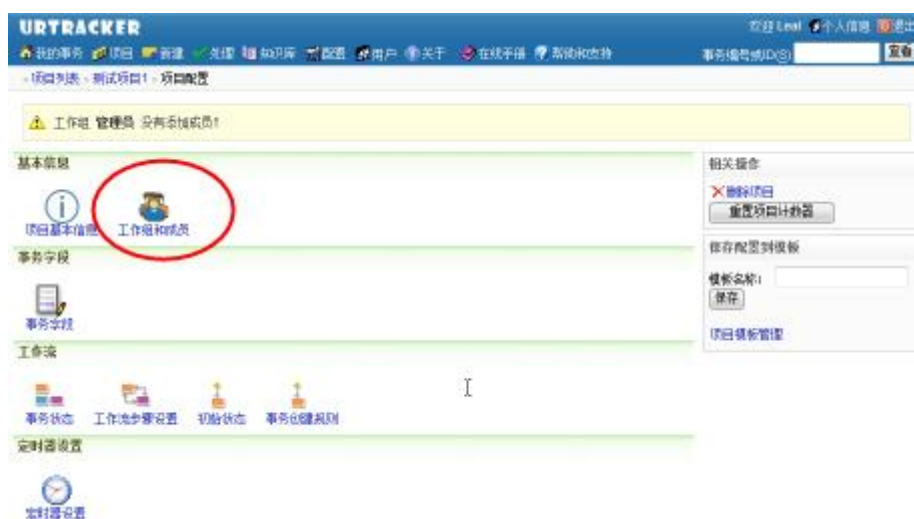 URTRACKER
欢迎 Leal 个人信息 退出
我的事务 项目 新建 处理 知识库 视图 配置 用户 关于 在线手册 帮助和支持 事务编号或ID(S) 查看
项目列表 测试项目1 项目配置
工作组 管理员 没有添加成员!
基本信息
项目基本信息 工作组和成员
事务字段
事务字段
工作流
事务状态 工作流步骤设置 初始状态 事务创建规则
定时器设置
定时器设置
相关操作
删除项目
重置项目计数器
保存配置到模板
模板名称:
保存
项目模板管理